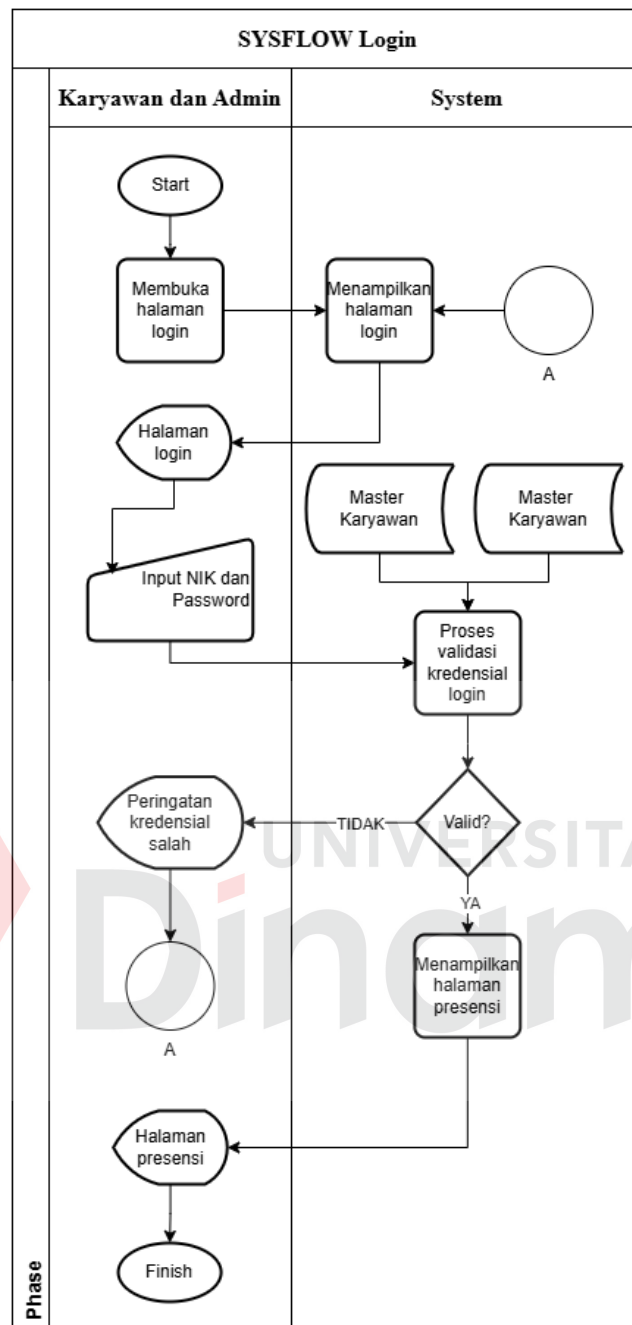 SYSFLOW Login
Karyawan dan Admin
System
Start
Membuka
halaman
login
Menampilkan
halaman
login
A
Halaman
login
Master
Karyawan
Master
Karyawan
Input NIK dan
Password
Proses
validasi
kredensial
login
Peringatan
kredensial
salah
TIDAK
Valid?
UNIVERSITA
Dinam
YA
A
Menampilkan
halaman
presensi
Halaman
presensi
Finish
Phase